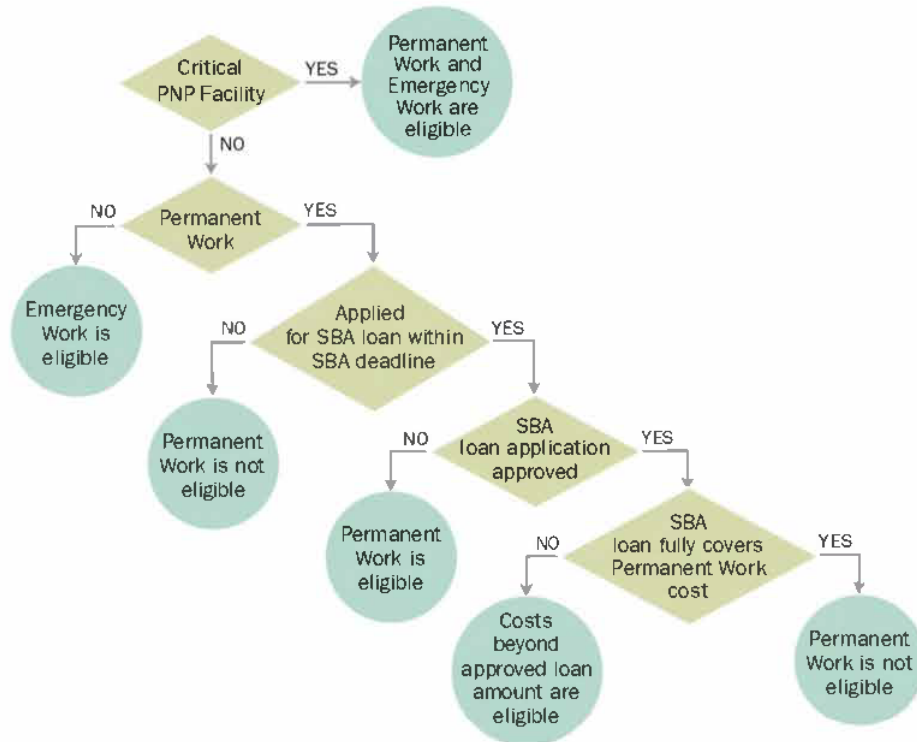 Critical
PNP Facility
YES
Permanent
Work and
Emergency
Work are
eligible
NO
Permanent
Work
NO
YES
Emergency
Work is
eligible
Applied
for SBA loan within
SBA deadline
NO
YES
Permanent
Work is not
eligible
SBA
loan application
approved
NO
YES
Permanent
Work is
eligible
SBA
loan fully covers
Permanent Work
cost
NO
YES
Costs
beyond
approved loan
amount are
eligible
Permanent
Work is not
eligible